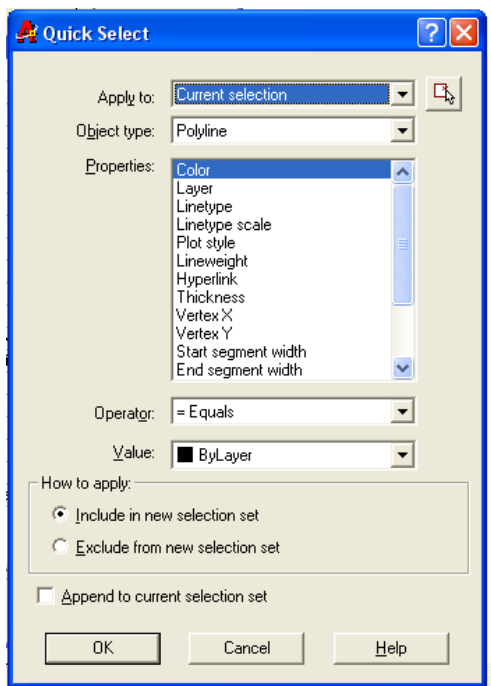 Quick Select
Apply to: Current selection
Object type: Polyline
Properties: Color
Layer
Linetype
Linetype scale
Plot style
Lineweight
Hyperlink
Thickness
Vertex X
Vertex Y
Start segment width
End segment width
Operator: = Equals
Value: ByLayer
How to apply:
Include in new selection set
Exclude from new selection set
Append to current selection set
OK Cancel Help